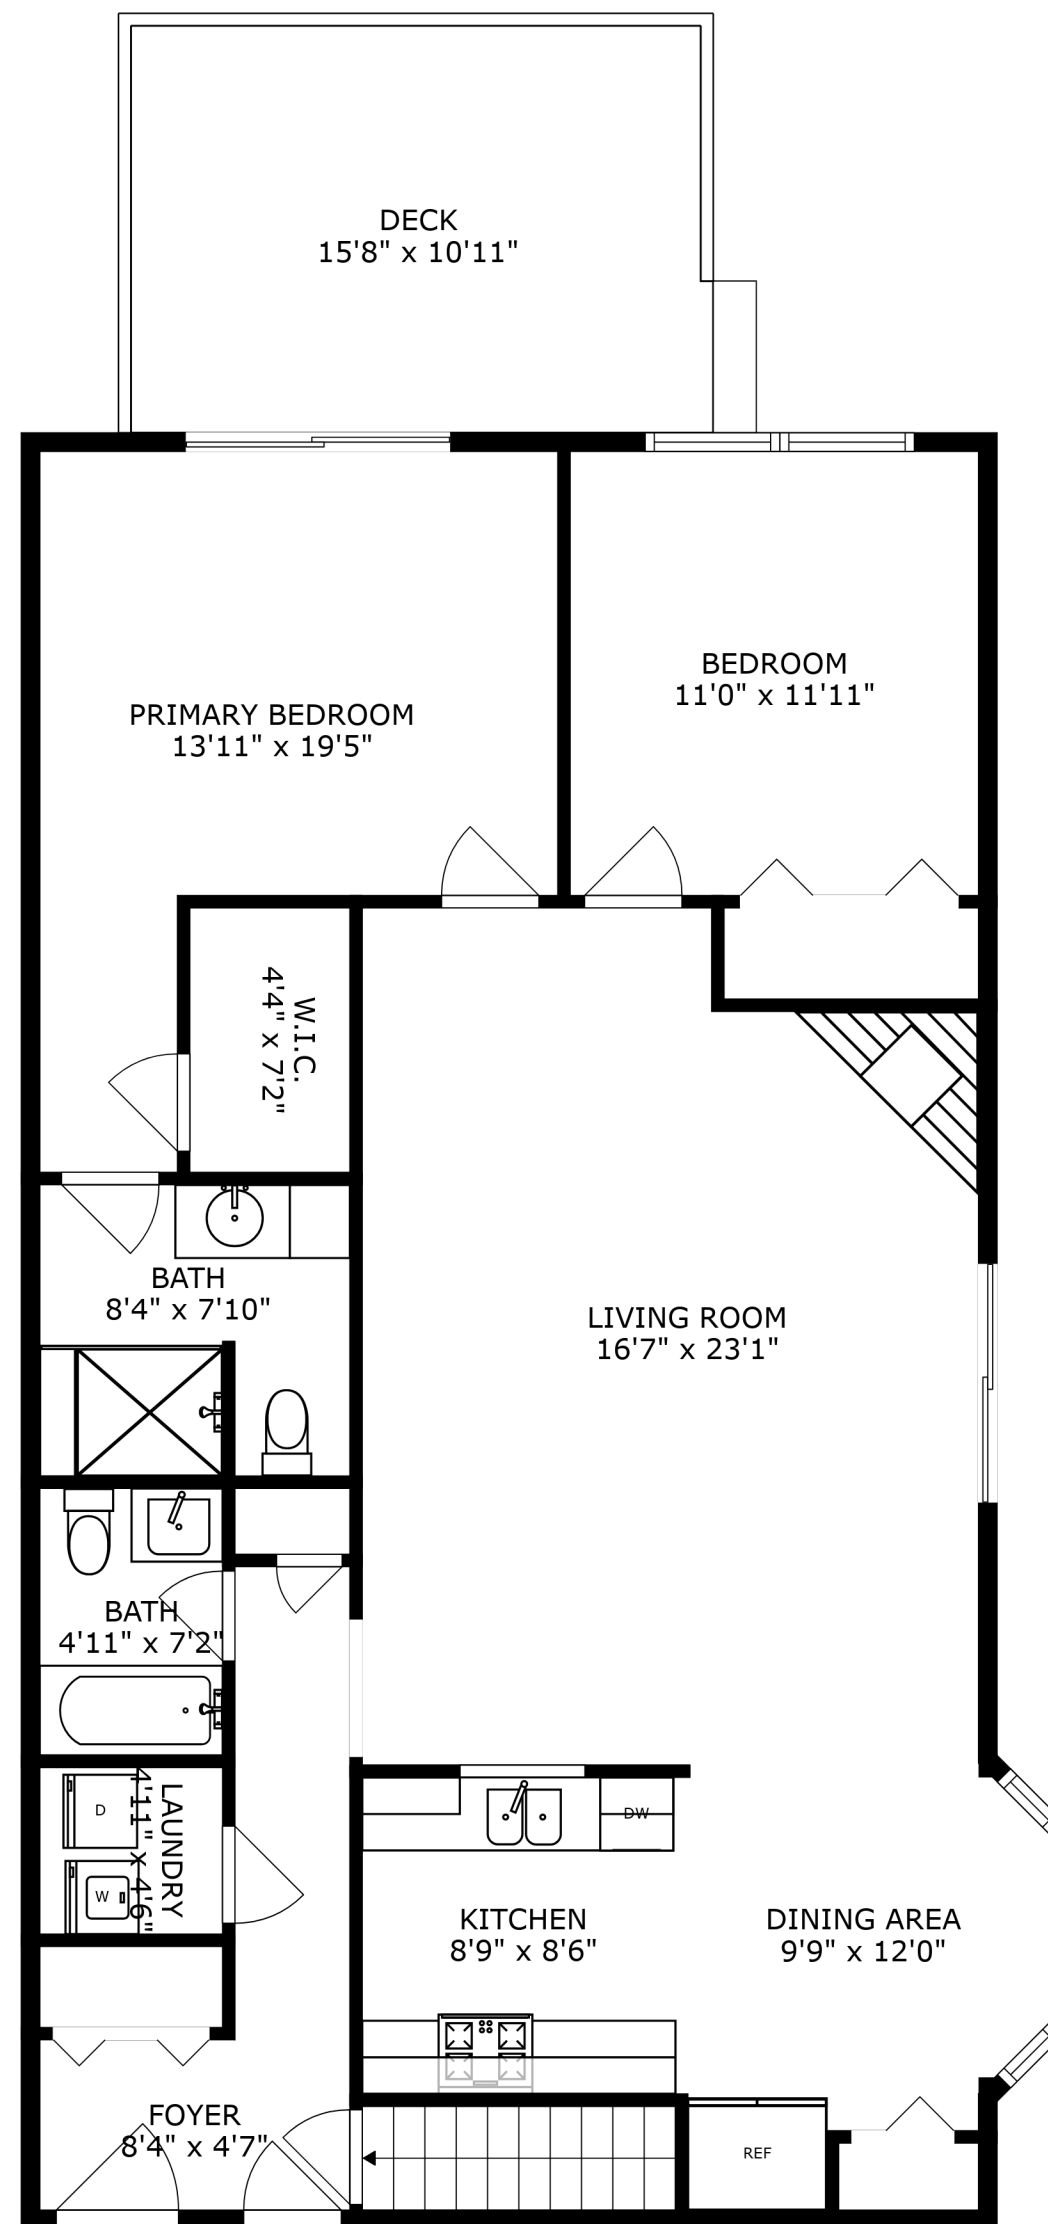 DECK
15'8" x 10'11"
BEDROOM
11'0" x 11'11"
PRIMARY BEDROOM
13'11" x 19'5"
W.I.C.
4'4" x 7'2"
BATH
8'4" x 7'10"
LIVING ROOM
16'7" x 23'1"
BATH
4'11" x 7'2"
LAUNDRY
4'11" x 4'6"
D
W
DW
KITCHEN
8'9" x 8'6"
DINING AREA
9'9" x 12'0"
FOYER
8'4" x 4'7"
REF